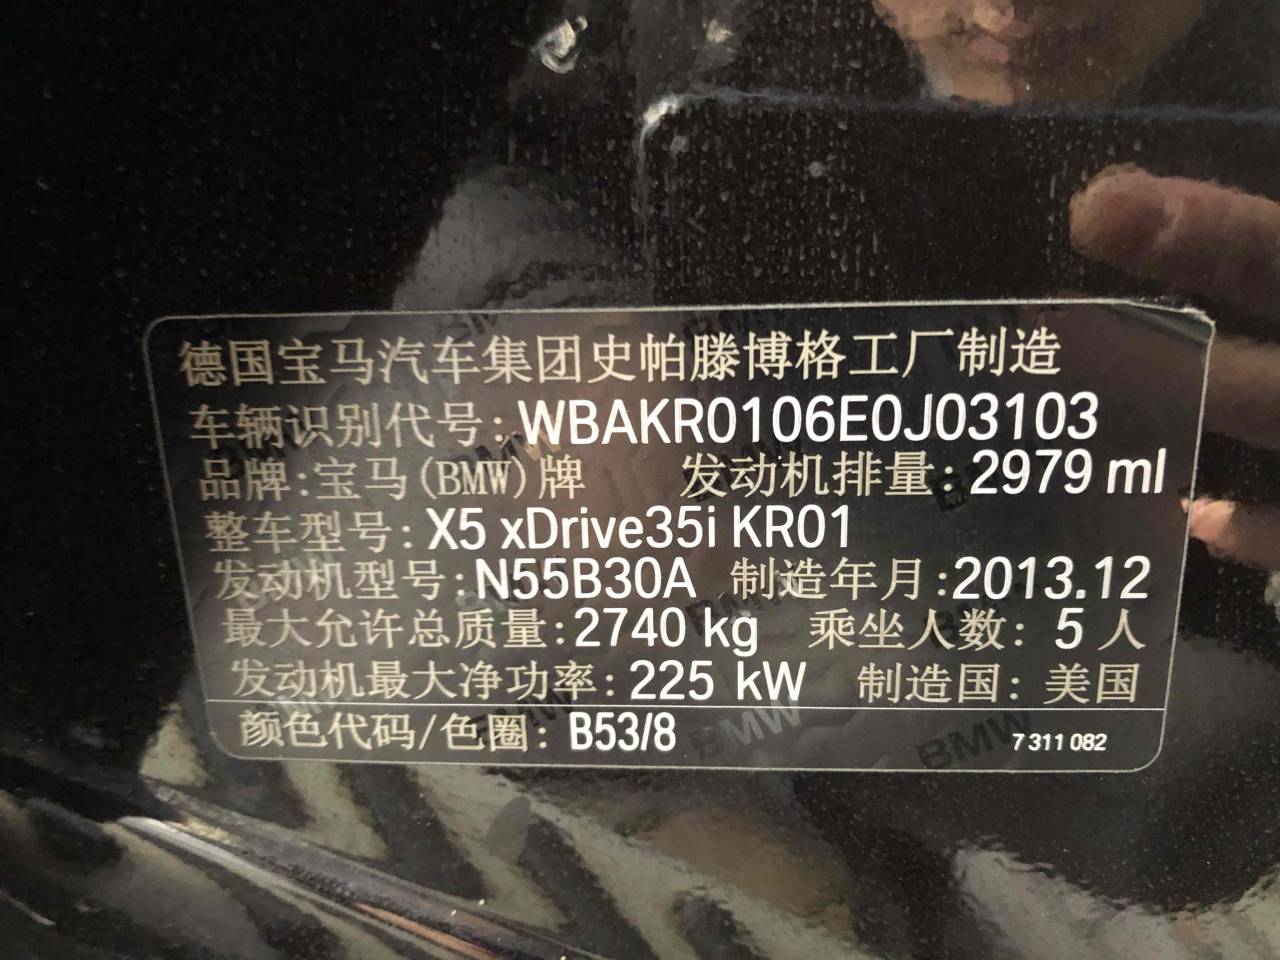 德国宝马汽车集团史帕滕博格工厂制造
车辆识别代号: WBAKR0106E0J03103
品牌:宝马(BMW)牌 发动机排量: 2979 ml
整车型号: X5 xDrive35i KR01
发动机型号: N55B30A 制造年月:2013.12
最大允许总质量:2740 kg 乘坐人数: 5 人
发动机最大净功率: 225 kW 制造国: 美国
颜色代码/色圈: B53/8 7 311 082